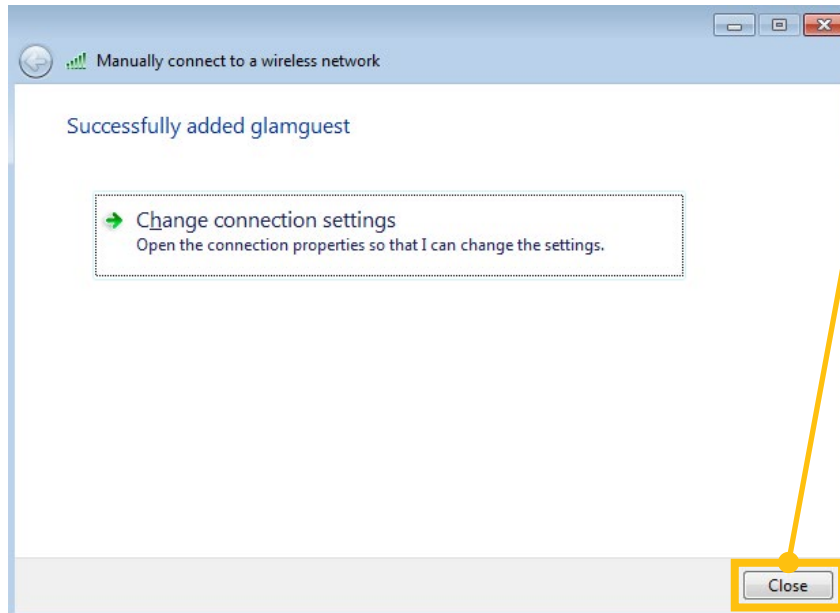 Manually connect to a wireless network
Successfully added glamguest
Change connection settings
Open the connection properties so that I can change the settings.
Close